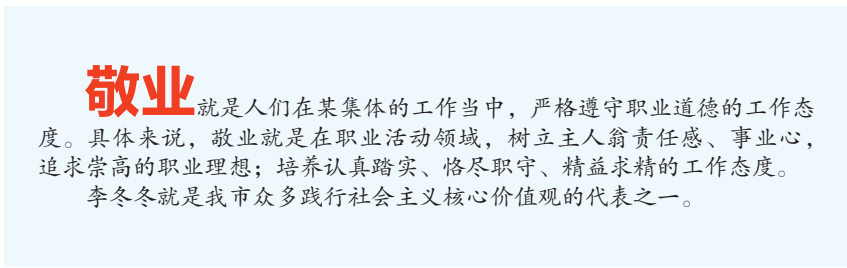 敬业就是人们在某集体的工作当中，严格遵守职业道德的工作态
度。具体来说，敬业就是在职业活动领域，树立主人翁责任感、事业心，
追求崇高的职业理想；培养认真踏实、恪尽职守、精益求精的工作态度。
李冬冬就是我市众多践行社会主义核心价值观的代表之一。